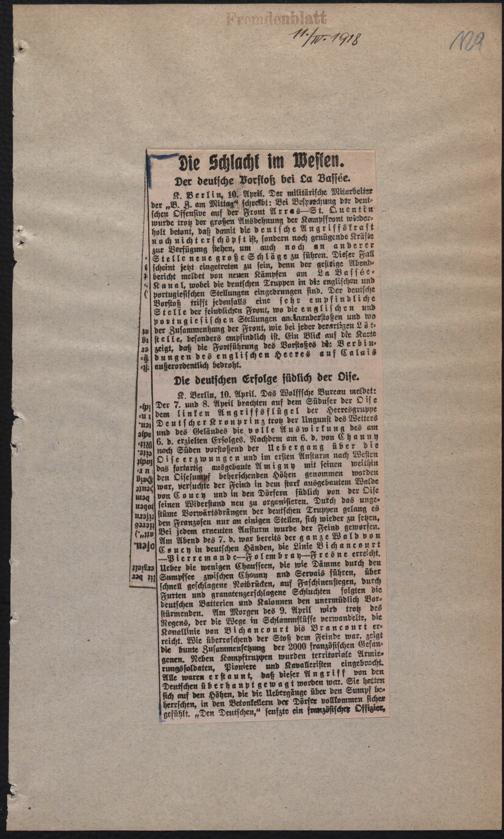 Fremdenblatt
11./IV. 1918
129
Die Schlacht im Westen.
Der deutsche Vorstoß bei La Bassée.
K. Berlin, 10. April. Der militärische Mitarbeiter
der „B. Z. am Mittag“ schreibt: Bei Besprechung der deut-
schen Offensive auf der Front Arras—St. Quentin
wurde trotz der großen Ausdehnung der Kampffront wieder-
holt betont, daß damit die deutsche Angriffskraft
noch nicht erschöpft ist, sondern noch genügende Kräfte
zur Verfügung stehen, um auch noch an anderer
Stelle neue große Schläge zu führen. Dieser Fall
scheint jetzt eingetreten zu sein, denn der gestrige Abend-
bericht meldet von neuen Kämpfen am La Bassée-
Kanal, wobei die deutschen Truppen in die englischen und
portugiesischen Stellungen eingedrungen sind. Der deutsche
Vorstoß trifft jedenfalls eine sehr empfindliche
Stelle der feindlichen Front, wo die englischen und
portugiesischen Stellungen aneinanderstoßen und wo
der Zusammenhang der Front, wie bei jeder derartigen Löt-
stelle, besonders empfindlich ist. Ein Blick auf die Karte
zeigt, daß die Fortführung des Vorstoßes die Verbin-
dungen des englischen Heeres auf Calais
außerordentlich bedroht.
Die deutschen Erfolge südlich der Oise.
K. Berlin, 10. April. Das Wolffsche Bureau meldet:
Der 7. und 8. April brachten auf dem Südufer der Oise
dem linken Angriffsflügel der Heeresgruppe
Deutscher Kronprinz trotz der Ungunst des Wetters
und des Geländes die volle Auswirkung des am
6. d. erzielten Erfolges. Nachdem am 6. d. von Chauny
nach Süden vorstoßend der Uebergang über die
Oise erzwungen und im ersten Ansturm nach Westen
das fortartig ausgebaute Amigny mit seinen weithin
den Oisesumpf beherrschenden Höhen genommen worden
war, versuchte der Feind in dem stark ausgebautem Walde
von Coucy und in den Dörfern südlich von der Oise
seinen Widerstand neu zu organisieren. Durch das unge-
stüme Vorwärtsdrängen der deutschen Truppen gelang es
den Franzosen nur an einigen Stellen, sich wieder zu setzen.
Bei jedem erneuten Ansturm wurde der Feind geworfen.
Am Abend des 7. d. war bereits der ganze Wald von
Coucy in deutschen Händen, die Linie Bichancourt
—Pierremande—Folembray—Fresne erreicht.
Ueber die wenigen Chausseen, die wie Dämme durch den
Sumpfsee zwischen Chauny und Servais führen, über
schnell geschlagene Notbrücken, auf Faschinenstegen, durch
Furten und granatenzerschlagene Schluchten folgten die
deutschen Batterien und Kolonnen den unermüdlich Vor-
stürmenden. Am Morgen des 9. April wird trotz des
Regens, der die Wege in Schlammflüsse verwandelte, die
Kanallinie von Bichancourt bis Brancourt er-
reicht. Wie überraschend der Stoß dem Feinde war, zeigt
die bunte Zusammensetzung der 2000 französischen Gefan-
genen. Neben Kampftruppen wurden territoriale Armie-
rungssoldaten, Pioniere und Kavalleristen eingebracht.
Alle waren erstaunt, daß dieser Angriff von den
Deutschen überhaupt gewagt worden war. Sie hatten
sich auf den Höhen, die die Uebergänge über den Sumpf be-
herrschen, in den Betonkellern der Dörfer vollkommen sicher
gefühlt. „Den Deutschen,“ seufzte ein französischer Offizier,